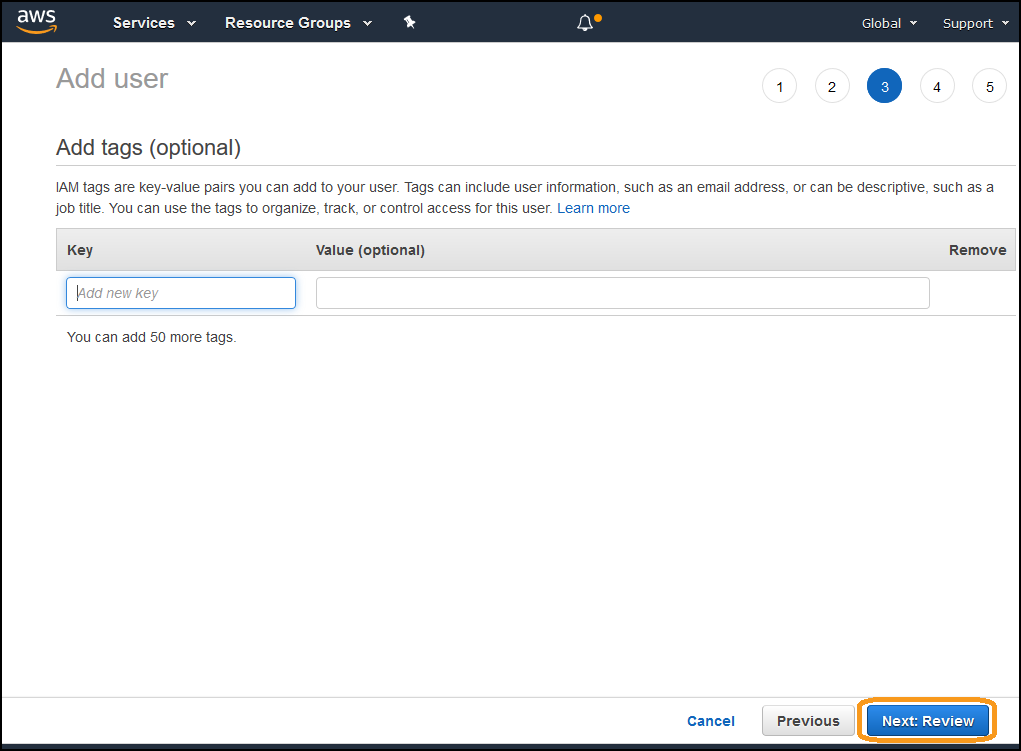 aws Services Resource Groups Global Support
Add user 1 2 3 4 5
Add tags (optional)
IAM tags are key-value pairs you can add to your user. Tags can include user information, such as an email address, or can be descriptive, such as a
job title. You can use the tags to organize, track, or control access for this user. Learn more
Key Value (optional) Remove
Add new key
You can add 50 more tags.
Cancel Previous Next: Review